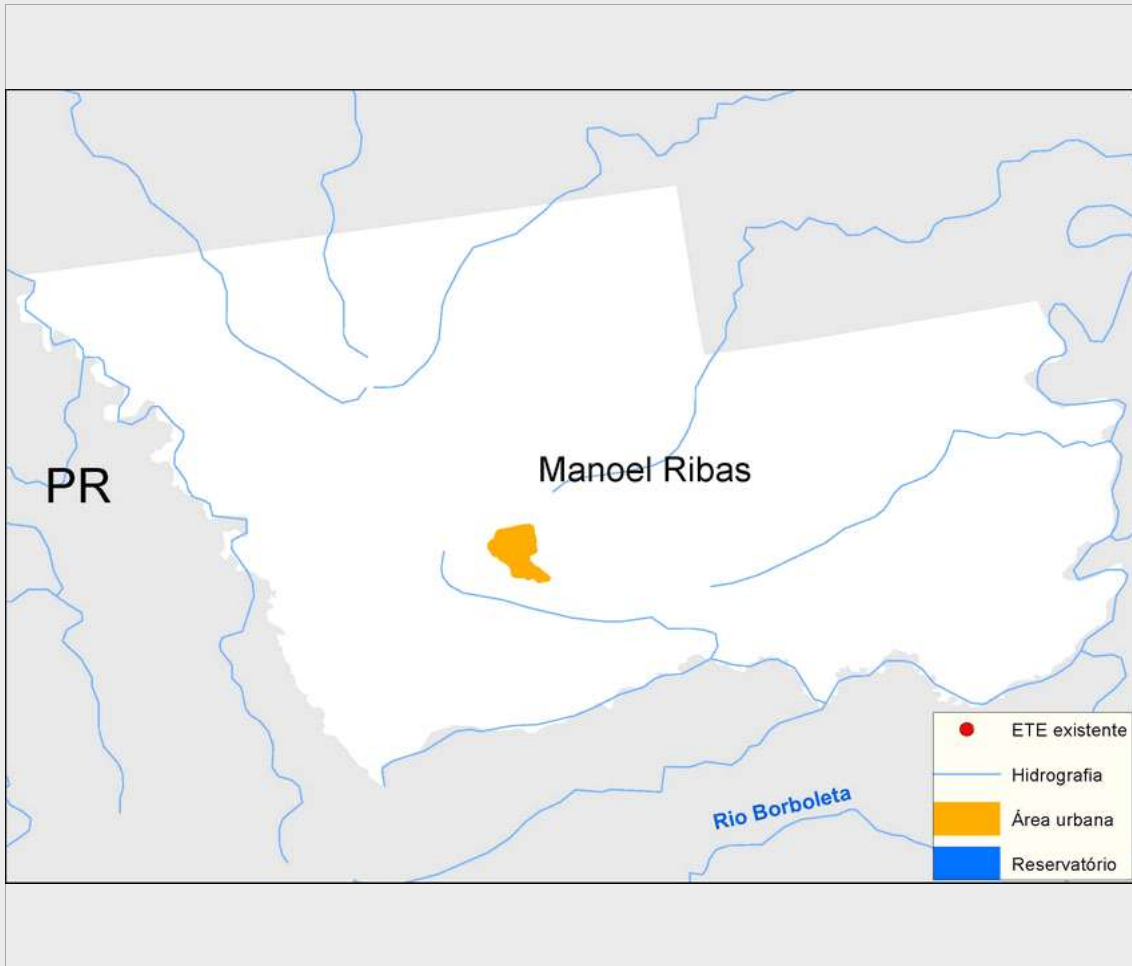 Manoel Ribas
PR
Rio Borboleta
ETE existente
Hidrografia
Área urbana
Reservatório